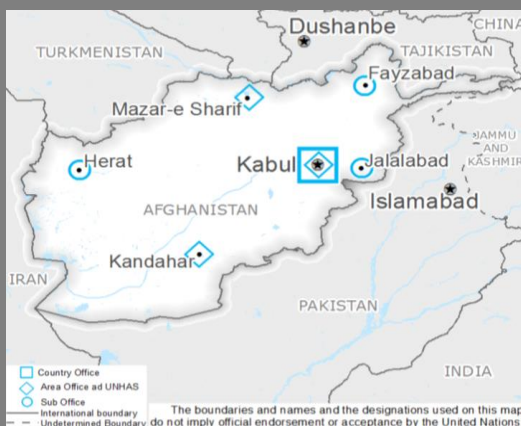 Dushanbe
CHINA
TURKMENISTAN
TAJIKISTAN
Fayzabad
Mazar-e Sharif
JAMMU
AND
KASHMIR
Herat
Kabul
Jalalabad
Islamabad
AFGHANISTAN
Kandahar
IRAN
PAKISTAN
INDIA
Country Office
Area Office ad UNHAS
Sub Office
International boundary
Undetermined Boundary
The boundaries and names and the designations used on this map
do not imply official endorsement or acceptance by the United Nations.